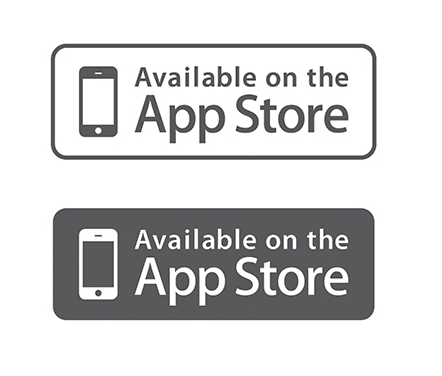 Available on the
App Store
Available on the
App Store